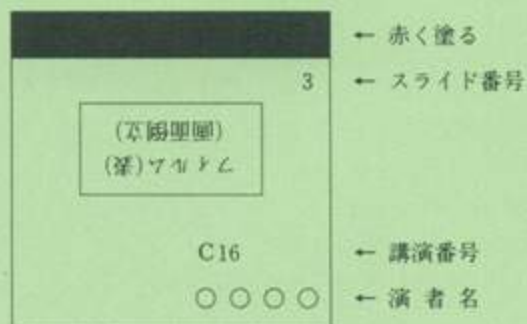 ← 赤く塗る
3 ← スライド番号
フィルム(表)
(画面倒立)
C16 ← 講演番号
○○○○ ← 演者名